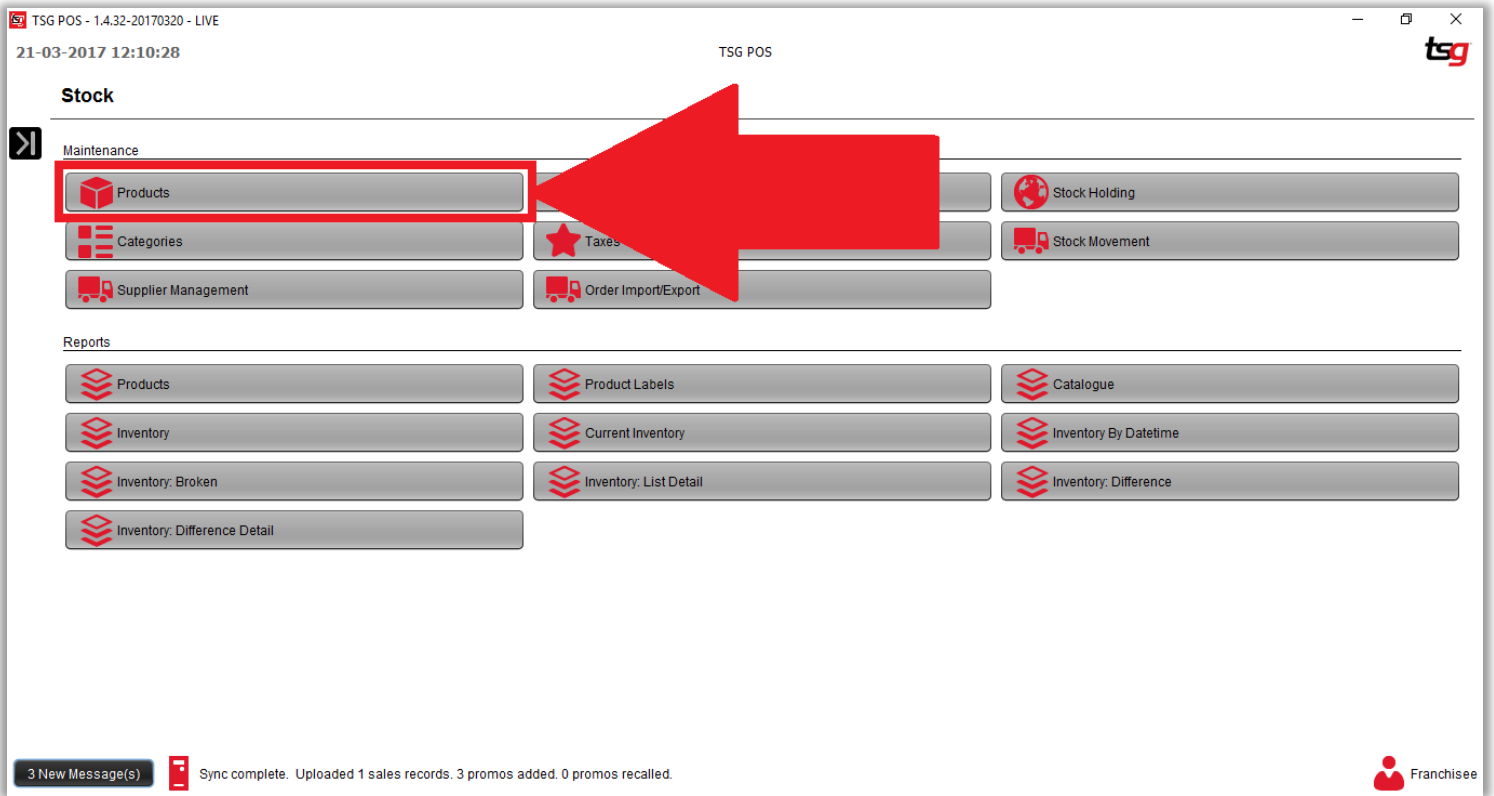 TSG POS - 1.4.32-20170320 - LIVE
21-03-2017 12:10:28
TSG POS
tsg
Stock
Maintenance
Products
Stock Holding
Categories
Taxes
Stock Movement
Supplier Management
Order Import/Export
Reports
Products
Product Labels
Catalogue
Inventory
Current Inventory
Inventory By Datetime
Inventory: Broken
Inventory: List Detail
Inventory: Difference
Inventory: Difference Detail
3 New Message(s)
Sync complete. Uploaded 1 sales records. 3 promos added. 0 promos recalled.
Franchisee